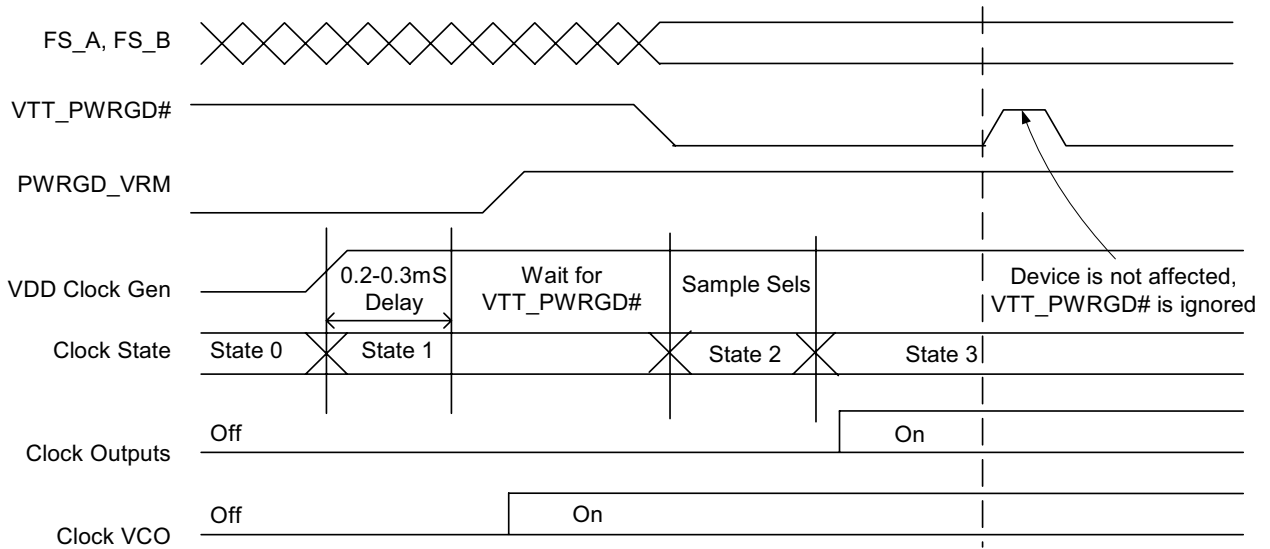 FS_A, FS_B
VTT_PWRGD#
PWRGD_VRM
VDD Clock Gen
0.2-0.3mS
Delay
Wait for
VTT_PWRGD#
Sample Sels
Device is not affected,
VTT_PWRGD# is ignored
Clock State
State 0
State 1
State 2
State 3
Clock Outputs
Off
On
Clock VCO
Off
On